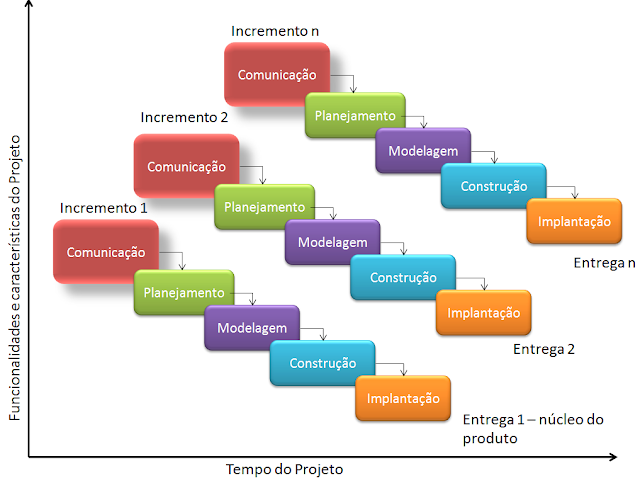 Funcionalidades e características do Projeto
Incremento n
Comunicação
Planejamento
Modelagem
Construção
Implantação
Entrega n
Incremento 2
Comunicação
Planejamento
Modelagem
Construção
Implantação
Entrega 2
Incremento 1
Comunicação
Planejamento
Modelagem
Construção
Implantação
Entrega 1 – núcleo do
produto
Tempo do Projeto